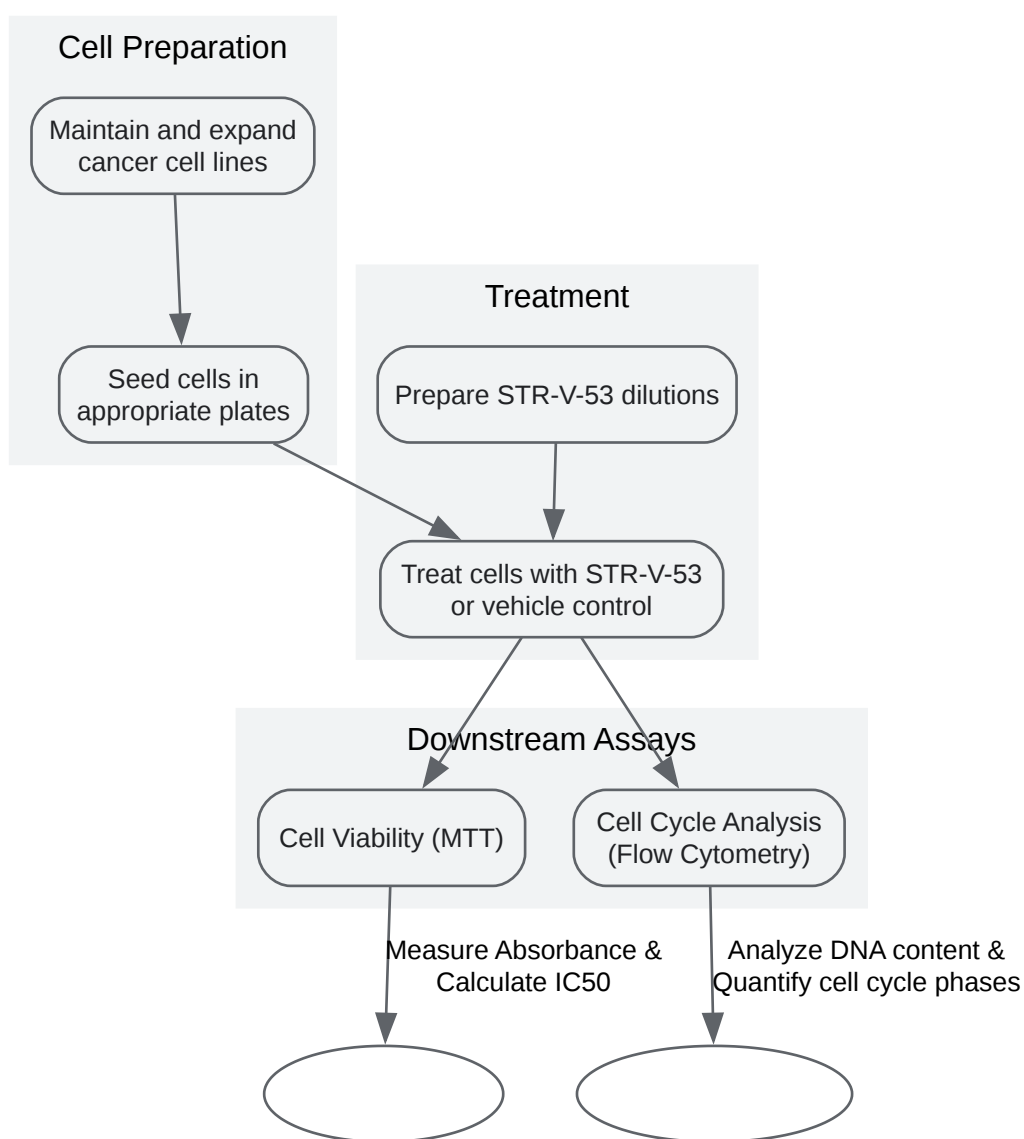 Cell Preparation
Maintain and expand
cancer cell lines
Seed cells in
appropriate plates
Treatment
Prepare STR-V-53 dilutions
Treat cells with STR-V-53
or vehicle control
Downstream Assays
Cell Viability (MTT)
Cell Cycle Analysis
(Flow Cytometry)
Measure Absorbance &
Calculate IC50
Analyze DNA content &
Quantify cell cycle phases